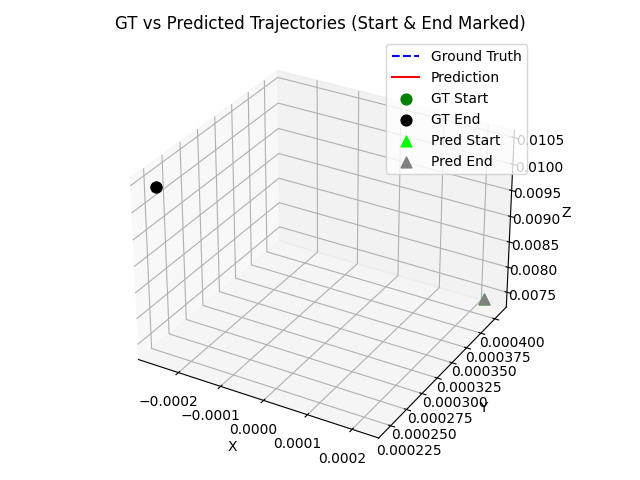 GT vs Predicted Trajectories (Start & End Marked)
Ground Truth
Prediction
GT Start
GT End
Pred Start
Pred End
0.0105
0.0100
0.0095
0.0090
0.0085
0.0080
0.0075
Z
0.000400
0.000375
0.000350
0.000325
0.000300
0.000275
0.000250
0.000225
Y
−0.0002
−0.0001
0.0000
0.0001
0.0002
X